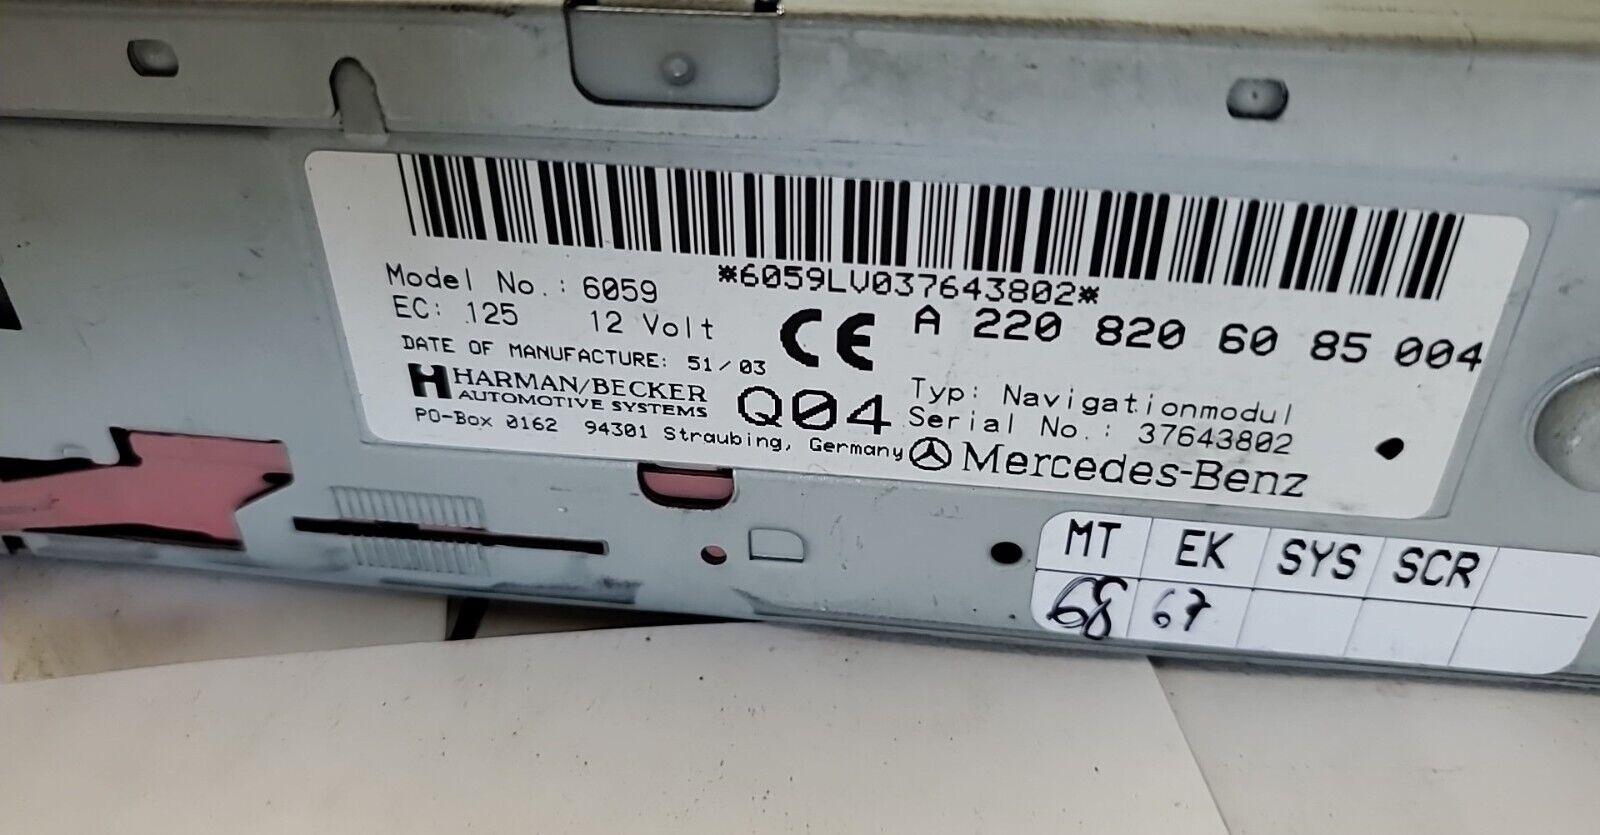 *6059LV037643802*
Model No.: 6059
EC: 125 12 Volt
CE A 220 820 60 85 004
DATE OF MANUFACTURE: 51/03
HARMAN/BECKER
AUTOMOTIVE SYSTEMS
Q04
Typ: Navigationmodul
Serial No.: 37643802
PO-Box 0162 94301 Straubing, Germany
Mercedes-Benz
MT EK SYS SCR
68 67